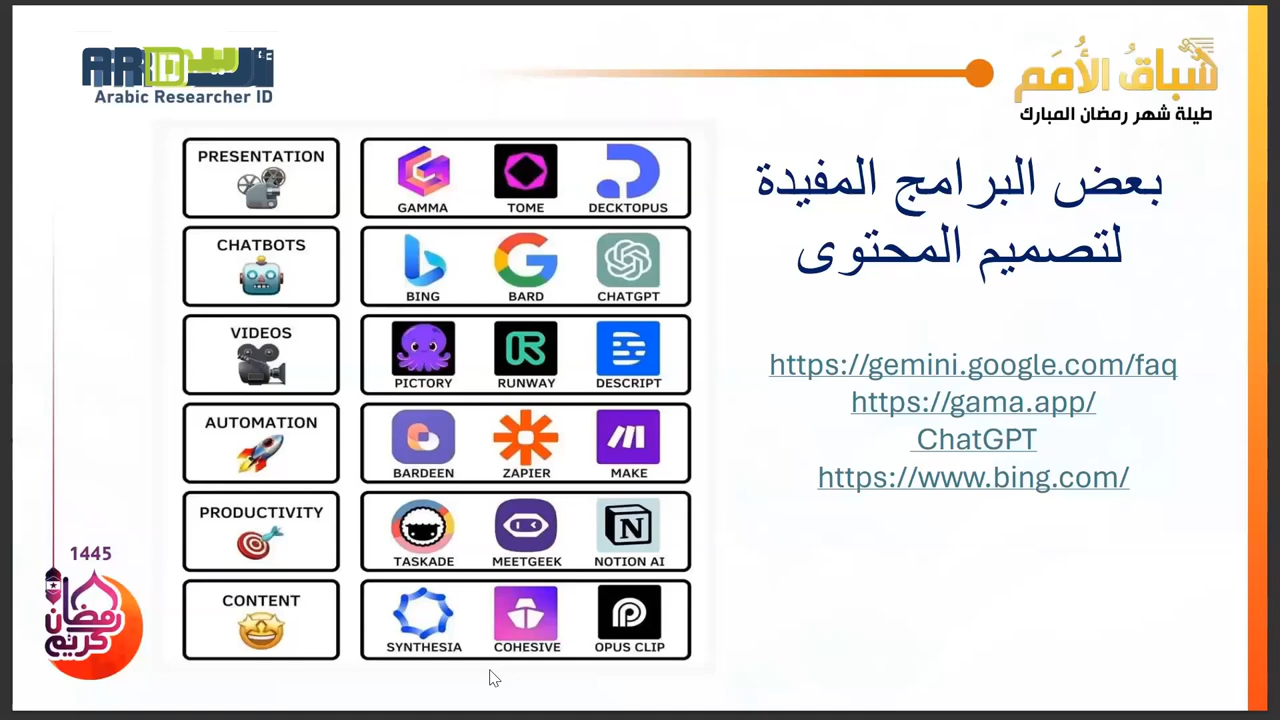 Arabic Researcher ID
سباقُ الأُمَم
طيلة شهر رمضان المبارك
بعض البرامج المفيدة
لتصميم المحتوى
https://gemini.google.com/faq
https://gama.app/
ChatGPT
https://www.bing.com/
PRESENTATION
GAMMA TOME DECKTOPUS
CHATBOTS
BING BARD CHATGPT
VIDEOS
PICTORY RUNWAY DESCRIPT
AUTOMATION
BARDEEN ZAPIER MAKE
PRODUCTIVITY
TASKADE MEETGEEK NOTION AI
CONTENT
SYNTHESIA COHESIVE OPUS CLIP
1445
رمضان
كريم